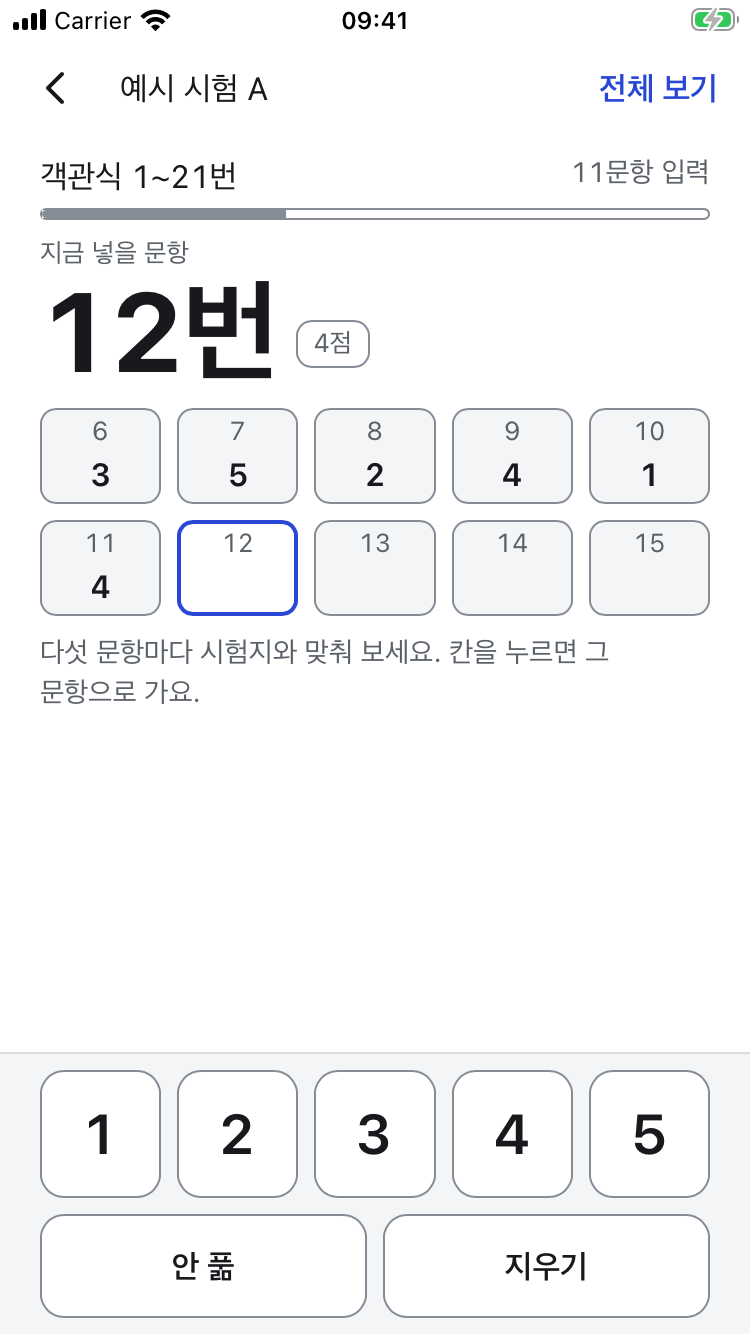 Carrier 09:41
예시 시험 A 전체 보기
객관식 1~21번 11문항 입력
지금 넣을 문항
12번 4점
6 7 8 9 10
3 5 2 4 1
11 12 13 14 15
4
다섯 문항마다 시험지와 맞춰 보세요. 칸을 누르면 그
문항으로 가요.
1 2 3 4 5
안 풂 지우기